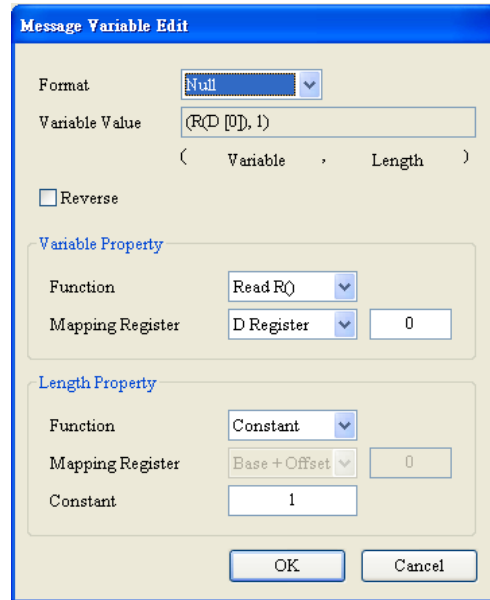 Message Variable Edit
Format Null
Variable Value (R(D [0]), 1)
( Variable , Length )
Reverse
Variable Property
Function Read R()
Mapping Register D Register 0
Length Property
Function Constant
Mapping Register Base + Offset 0
Constant 1
OK Cancel